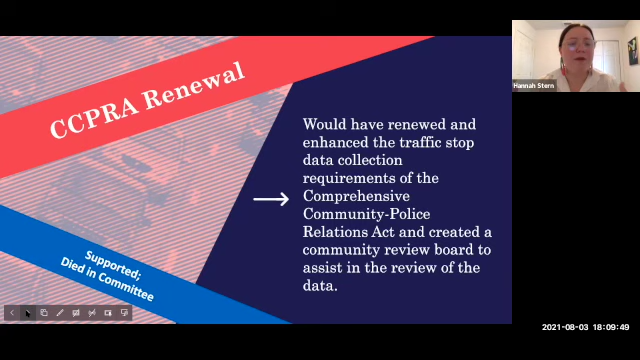 CCPRA Renewal
Would have renewed and
enhanced the traffic stop
data collection
requirements of the
Comprehensive
Community-Police
Relations Act and created a
community review board to
assist in the review of the
data.
Supported;
Died in Committee
Hannah Stern
2021-08-03 18:09:49